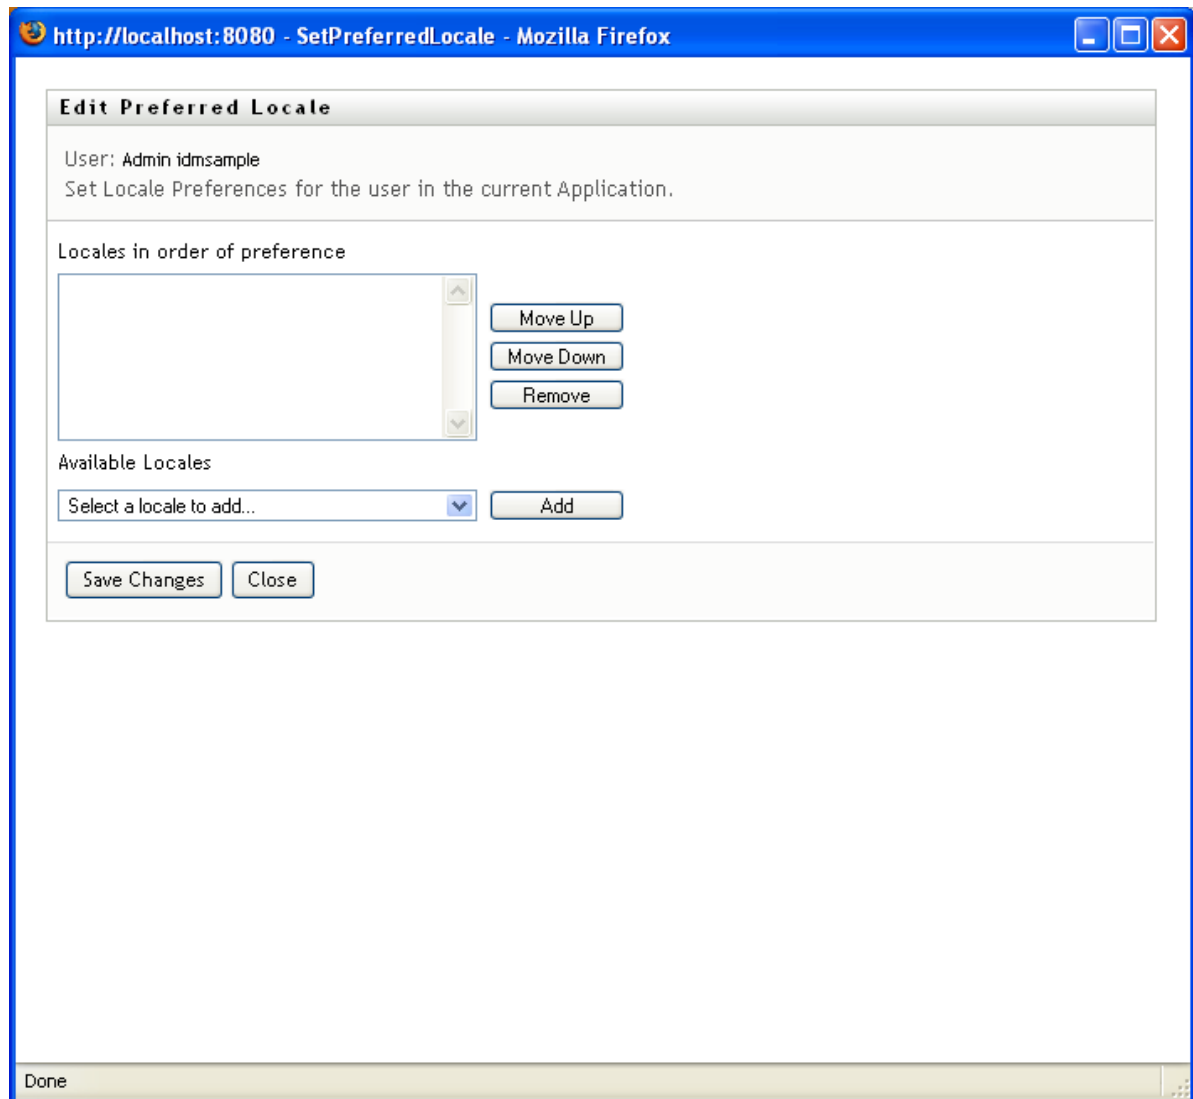 http://localhost:8080 - SetPreferredLocale - Mozilla Firefox
Edit Preferred Locale
User: Admin idmsample
Set Locale Preferences for the user in the current Application.
Locales in order of preference
Move Up
Move Down
Remove
Available Locales
Select a locale to add...
Add
Save Changes
Close
Done